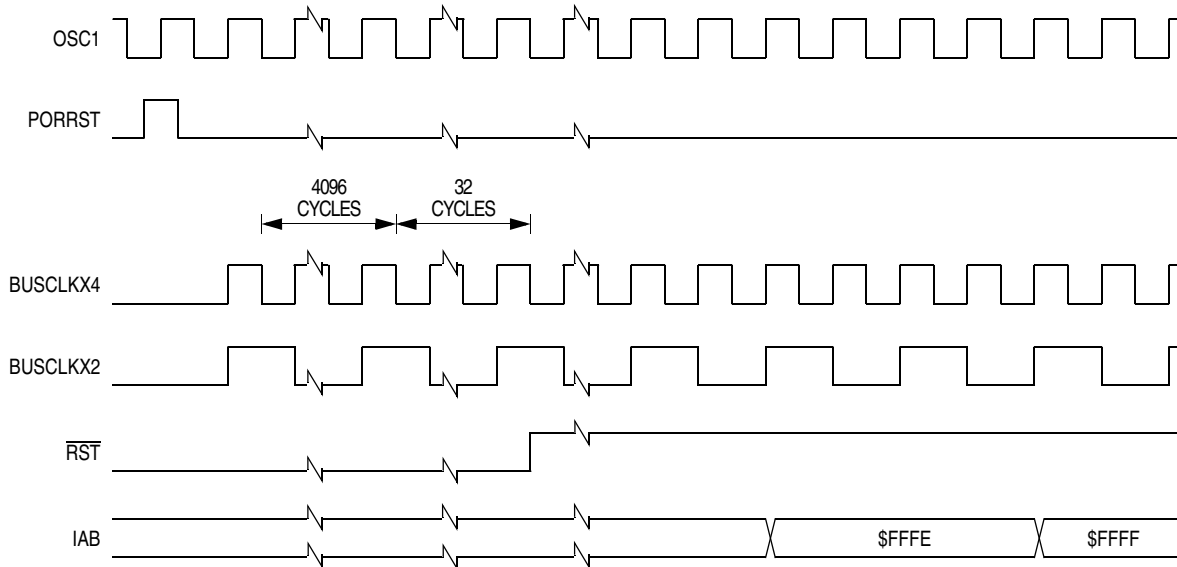 OSC1
PORRST
4096
CYCLES
32
CYCLES
BUSCLKX4
BUSCLKX2
RST
IAB
$FFFE
$FFFF